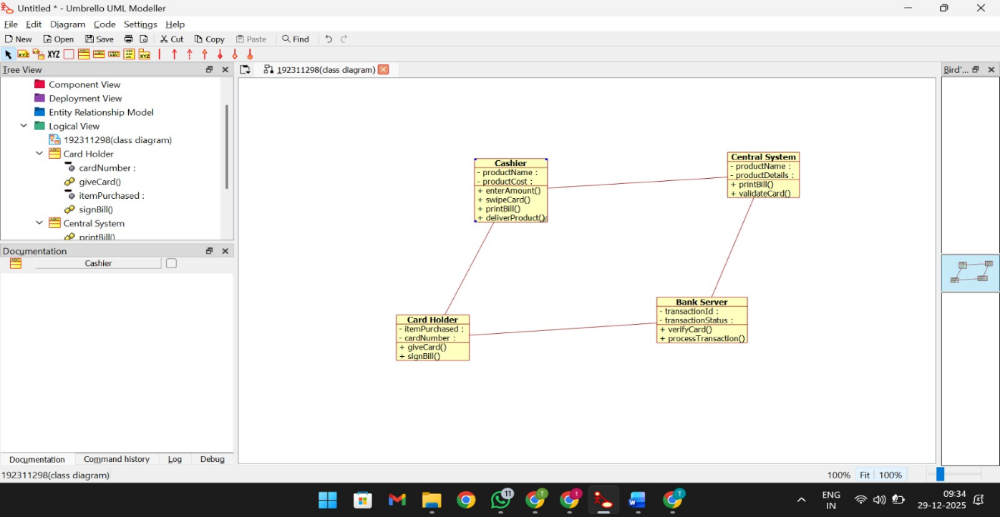 Untitled * - Umbrello UML Modeller
File Edit Diagram Code Settings Help
New Open Save Cut Copy Paste Find
XYZ XYZ
Tree View
192311298(class diagram)
Bird'...
Component View
Deployment View
Entity Relationship Model
Logical View
192311298(class diagram)
ABC Card Holder
cardNumber :
giveCard()
itemPurchased :
signBill()
ABC Central System
printBill()
Documentation
ABC Cashier
Cashier
- productName :
- productCost :
+ enterAmount()
+ swipeCard()
+ printBill()
+ deliverProduct()
Central System
- productName :
- productDetails :
+ printBill()
+ validateCard()
Card Holder
- itemPurchased :
- cardNumber :
+ giveCard()
+ signBill()
Bank Server
- transactionId :
- transactionStatus :
+ verifyCard()
+ processTransaction()
Documentation Command history Log Debug
192311298(class diagram)
100% Fit 100%
11 T t T
ENG
IN
09:34
29-12-2025